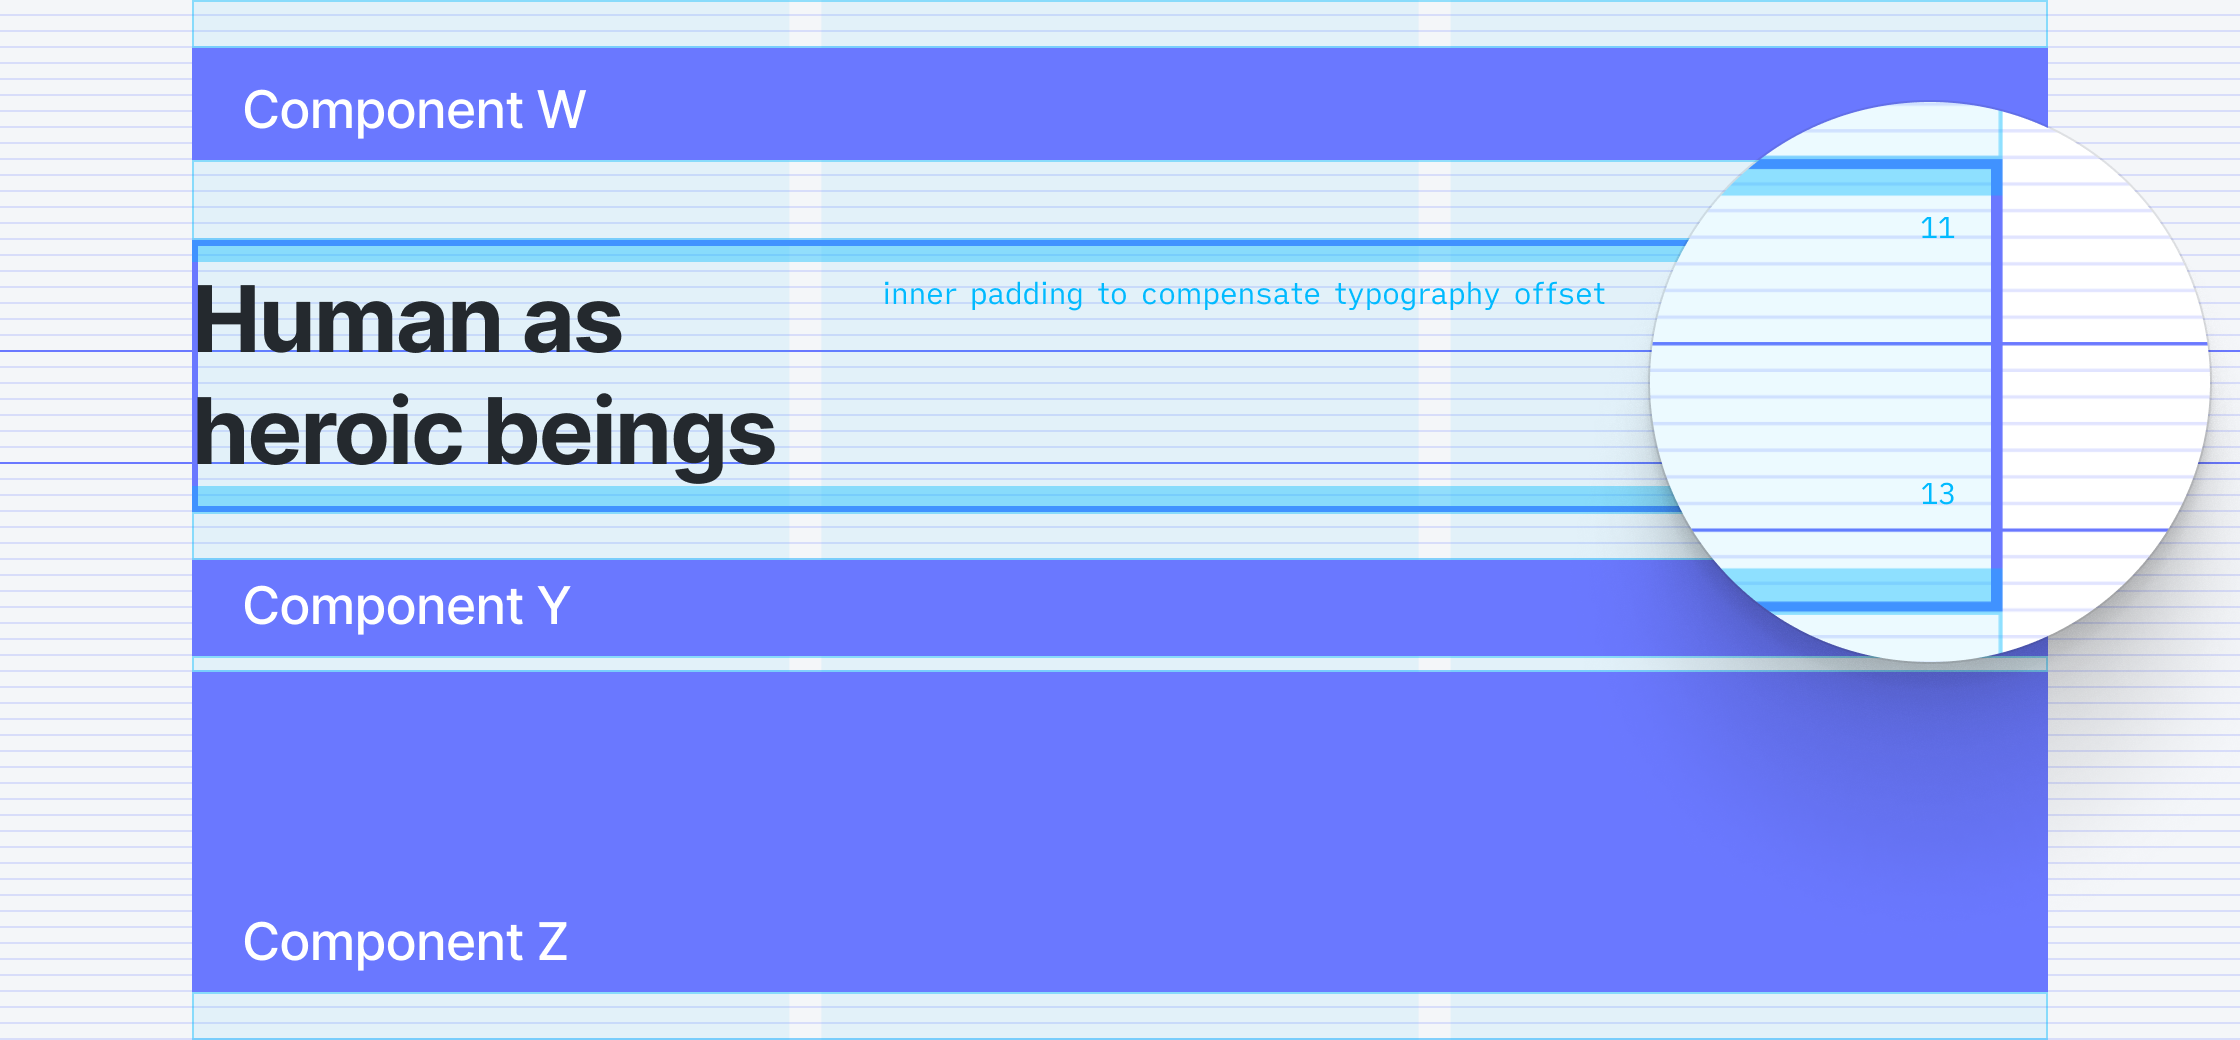 Component W
11
inner padding to compensate typography offset
Human as
heroic beings
13
Component Y
Component Z